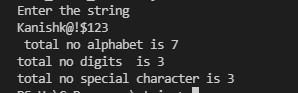 Enter the string
Kanishk@!$123
 total no alphabet is 7
total no digits  is 3
total no special character is 3